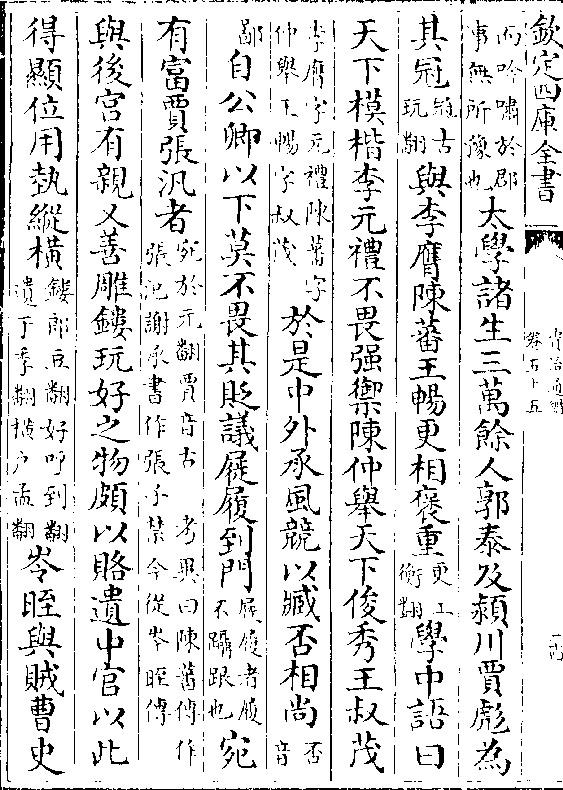 欽定四庫全書
資治通鑑
卷五十五
而吟嘯於郡
事無所豫也
太學諸生三萬餘人郭泰及潁川賈彪為
其冠
冠古
玩翻
與李膺陳蕃王暢更相褒重
更工
衡翻
學中語曰
天下模楷李元禮不畏强禦陳仲舉天下俊秀王叔茂
李膺字元禮陳蕃字
仲舉王暢字叔茂
於是中外承風競以臧否相尚
否
音
鄙
自公卿以下莫不畏其貶議屣履到門
屣履者履
不躡跟也
宛
有富賈張汎者
宛於元翻賈音古 考異曰陳蕃傳作
張汜謝承書作張子禁今從岑晊傳
與後宫有親又善雕鏤玩好之物頗以賂遺中官以此
得顯位用埶縱橫
鏤郎豆翻好呼到翻
遺于季翻橫户孟翻
岑晊與賊曹史